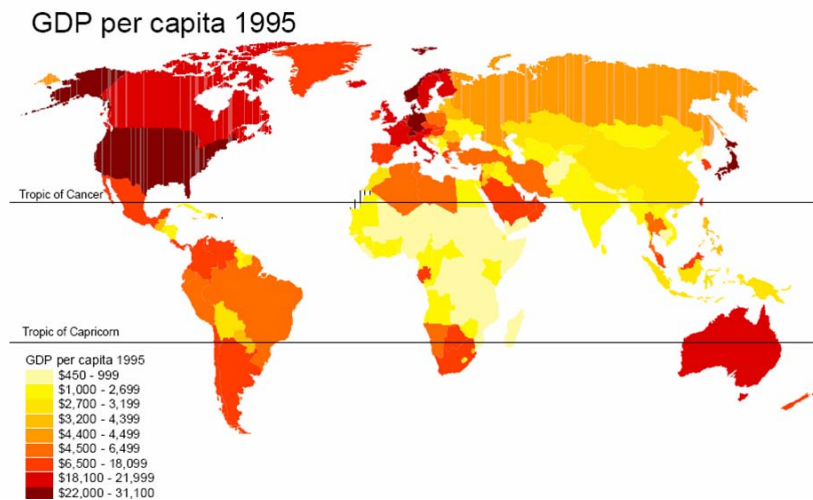 GDP per capita 1995
Tropic of Cancer
Tropic of Capricorn
GDP per capita 1995
$450 - 999
$1,000 - 2,699
$2,700 - 3,199
$3,200 - 4,399
$4,400 - 4,499
$4,500 - 6,499
$6,500 - 18,099
$18,100 - 21,999
$22,000 - 31,100